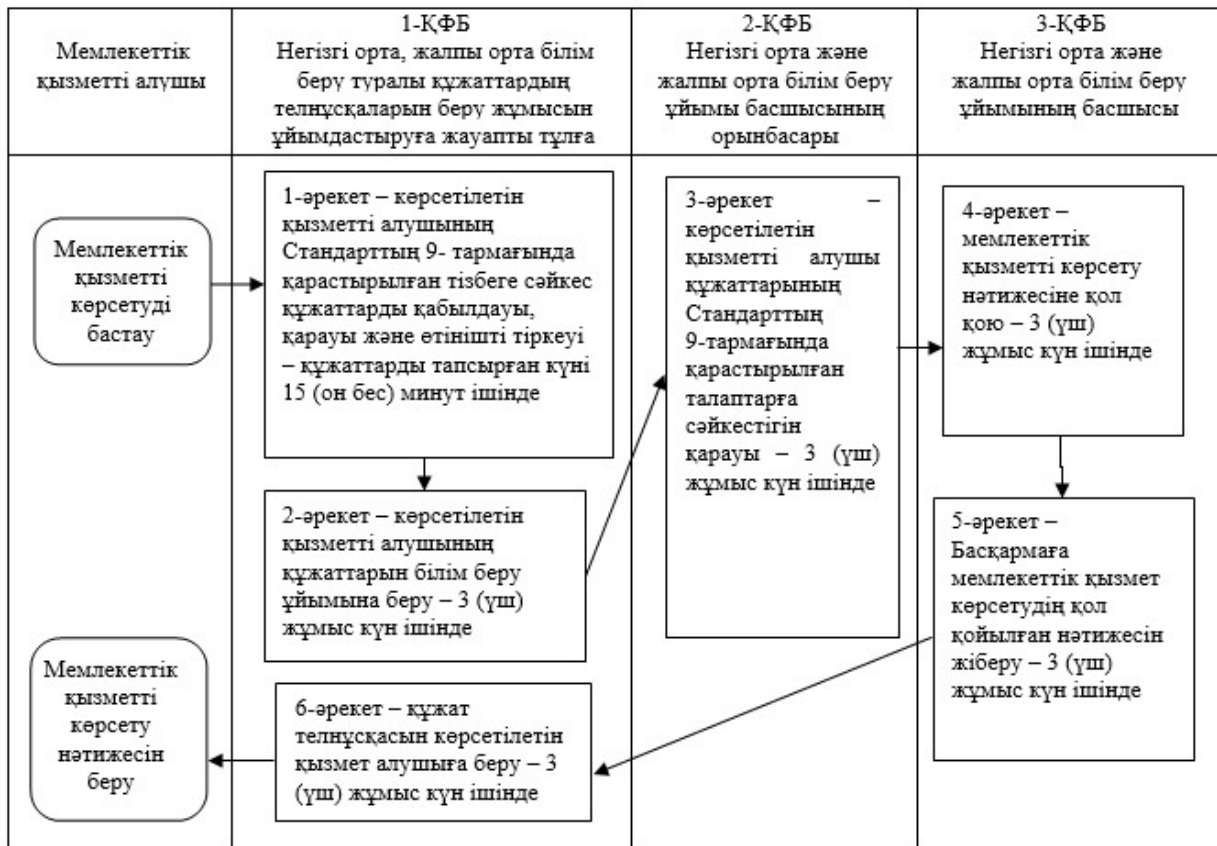 Мемлекеттік
қызметті алушы
1-ҚФБ
Негізгі орта, жалпы орта білім
беру туралы құжаттардың
телнұсқаларын беру жұмысын
ұйымдастыруға жауапты тұлға
2-ҚФБ
Негізгі орта және
жалпы орта білім беру
ұйымы басшысының
орынбасары
3-ҚФБ
Негізгі орта және
жалпы орта білім беру
ұйымының басшысы
Мемлекеттік
қызметті
көрсетуді
бастау
1-әрекет – көрсетілетін
қызметті алушының
Стандарттың 9- тармағында
қарастырылған тізбеге сәйкес
құжаттарды қабылдауы,
қарауы және өтінішті тіркеуі
– құжаттарды тапсырған күні
15 (он бес) минут ішінде
2-әрекет – көрсетілетін
қызметті алушының
құжаттарын білім беру
ұйымына беру – 3 (үш)
жұмыс күн ішінде
3-әрекет –
көрсетілетін
қызметті алушы
құжаттарының
Стандарттың
9-тармағында
қарастырылған
талаптарға
сәйкестігін
қарауы – 3 (үш)
жұмыс күн ішінде
4-әрекет –
мемлекеттік
қызметті көрсету
нәтижесіне қол
қою – 3 (үш)
жұмыс күн ішінде
5-әрекет –
Басқармаға
мемлекеттік қызмет
көрсетудің қол
қойылған нәтижесін
жіберу – 3 (үш)
жұмыс күн ішінде
6-әрекет – құжат
телнұсқасын көрсетілетін
қызмет алушыға беру – 3
(үш) жұмыс күн ішінде
Мемлекеттік
қызметті
көрсету
нәтижесін
беру